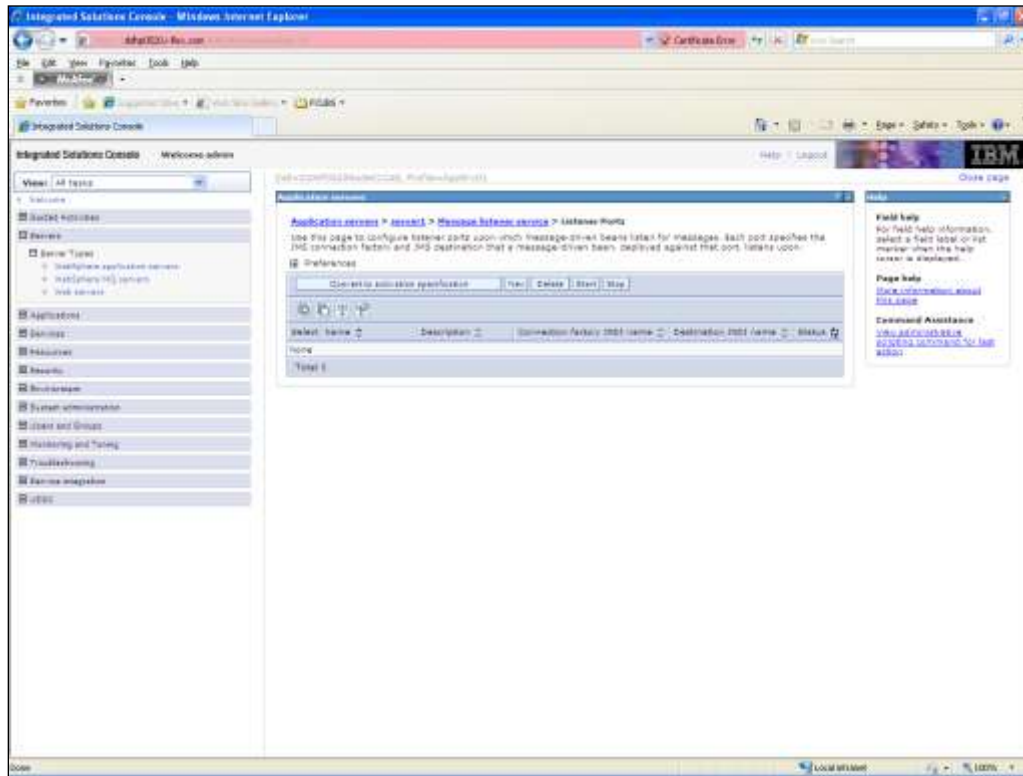 Integrated Solutions Console - Windows Internet Explorer
Certificate Error
File Edit View Favorites Tools Help
McAfee
Favorites
Integrated Solutions Console
Page Safety Tools
Integrated Solutions Console Welcome admin
Help Logout
IBM
View: All tasks
Close page
Welcome
Guided Activities
Servers
Server Types
WebSphere application servers
WebSphere MQ servers
Web servers
Applications
Services
Resources
Security
Environment
System administration
Users and Groups
Monitoring and Tuning
Troubleshooting
Service integration
UDDI
Application servers
Application servers > server1 > Message listener service > Listener Ports
Use this page to configure listener ports upon which message-driven beans listen for messages. Each port specifies the
JMS connection factory and JMS destination that a message-driven bean, deployed against that port, listens upon.
Preferences
Convert to activation specification New Delete Start Stop
Select Name Description Connection factory JNDI name Destination JNDI name Status
None
Total
Help
Field help
For field help information,
select a field label or list
marker when the help
cursor is displayed.
Page help
More information about
this page
Command Assistance
View administrative
scripting command for last
action
Done
Local intranet
100%